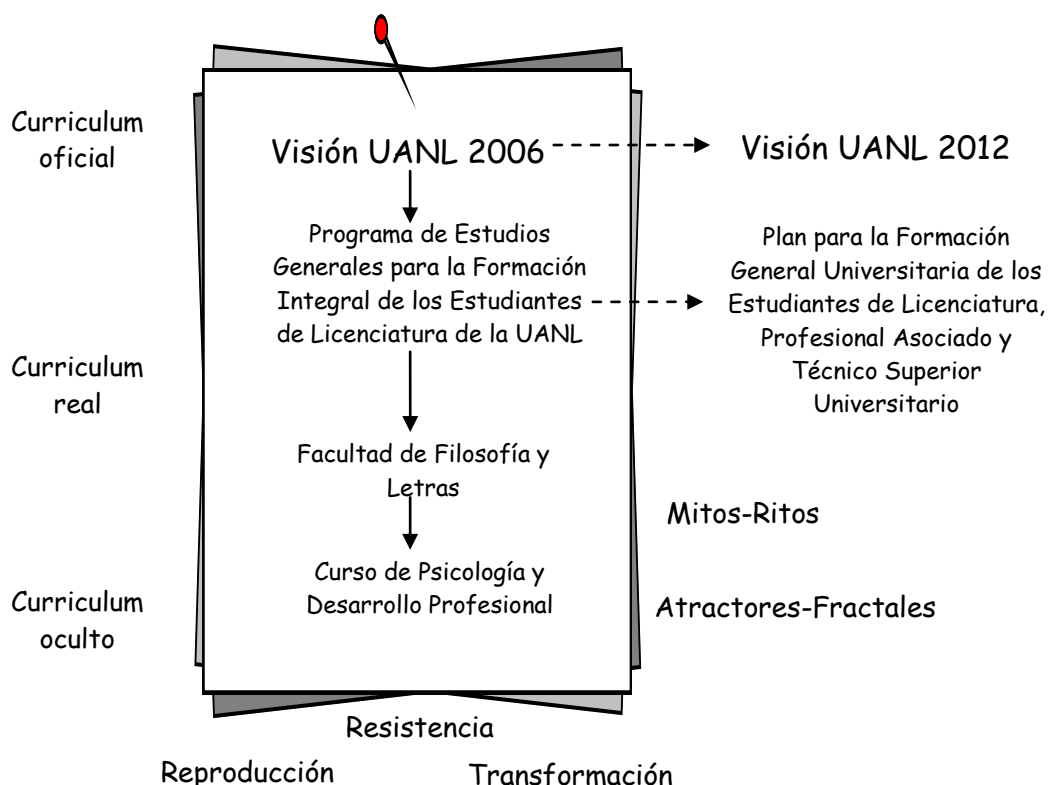 Curriculum
oficial
Visión UANL 2006
Visión UANL 2012
Programa de Estudios
Generales para la Formación
Integral de los Estudiantes
de Licenciatura de la UANL
Plan para la Formación
General Universitaria de los
Estudiantes de Licenciatura,
Profesional Asociado y
Técnico Superior
Universitario
Curriculum
real
Facultad de Filosofía y
Letras
Mitos-Ritos
Curso de Psicología y
Desarrollo Profesional
Atractores-Fractales
Curriculum
oculto
Resistencia
Reproducción
Transformación